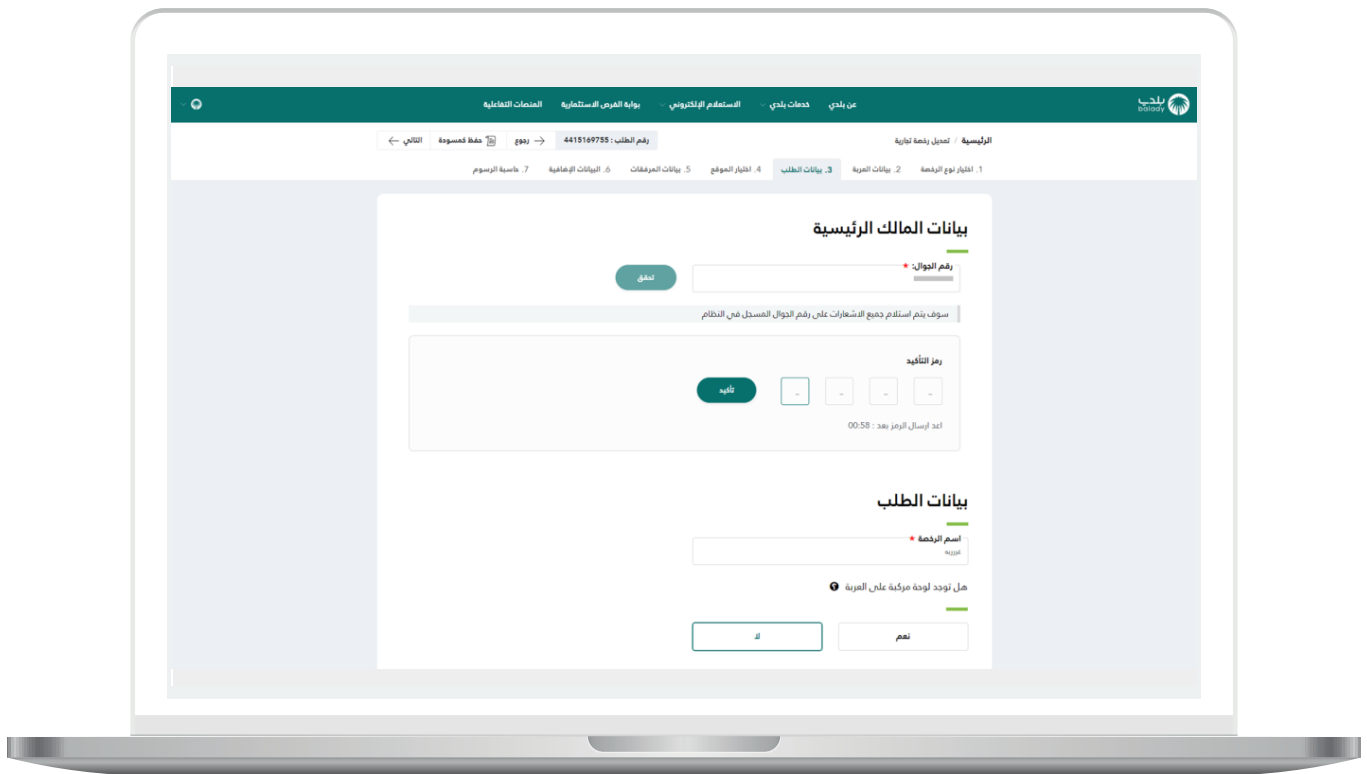 بلدي
balady
عن بلدي
خدمات بلدي
الاستعلام الإلكتروني
بوابة الفرص الاستثمارية
المنصات التفاعلية
الرئيسية / تعديل رخصة تجارية
رقم الطلب : 4415169755
رجوع
حفظ كمسودة
التالي
1. اختيار نوع الرخصة
2. بيانات العربة
3. بيانات الطلب
4. اختيار الموقع
5. بيانات المرفقات
6. البيانات الإضافية
7. حاسبة الرسوم
بيانات المالك الرئيسية
رقم الجوال: *
تحقق
سوف يتم استلام جميع الاشعارات على رقم الجوال المسجل في النظام
رمز التأكيد
تأكيد
اعد ارسال الرمز بعد : 00:58
بيانات الطلب
اسم الرخصة *
هل توجد لوحة مركبة على العربة
نعم
لا